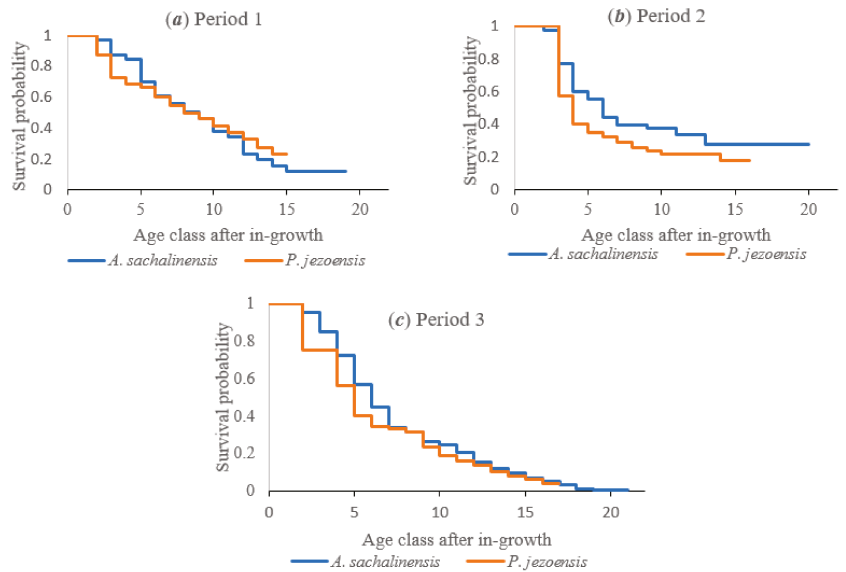 (a) Period 1
Survival probability
1
0.8
0.6
0.4
0.2
0
0 5 10 15 20
Age class after in-growth
A. sachalinensis P. jezoensis
(b) Period 2
Survival probability
1
0.8
0.6
0.4
0.2
0
0 5 10 15 20
Age class after in-growth
A. sachalinensis P. jezoensis
(c) Period 3
Survival probability
1
0.8
0.6
0.4
0.2
0
0 5 10 15 20
Age class after in-growth
A. sachalinensis P. jezoensis